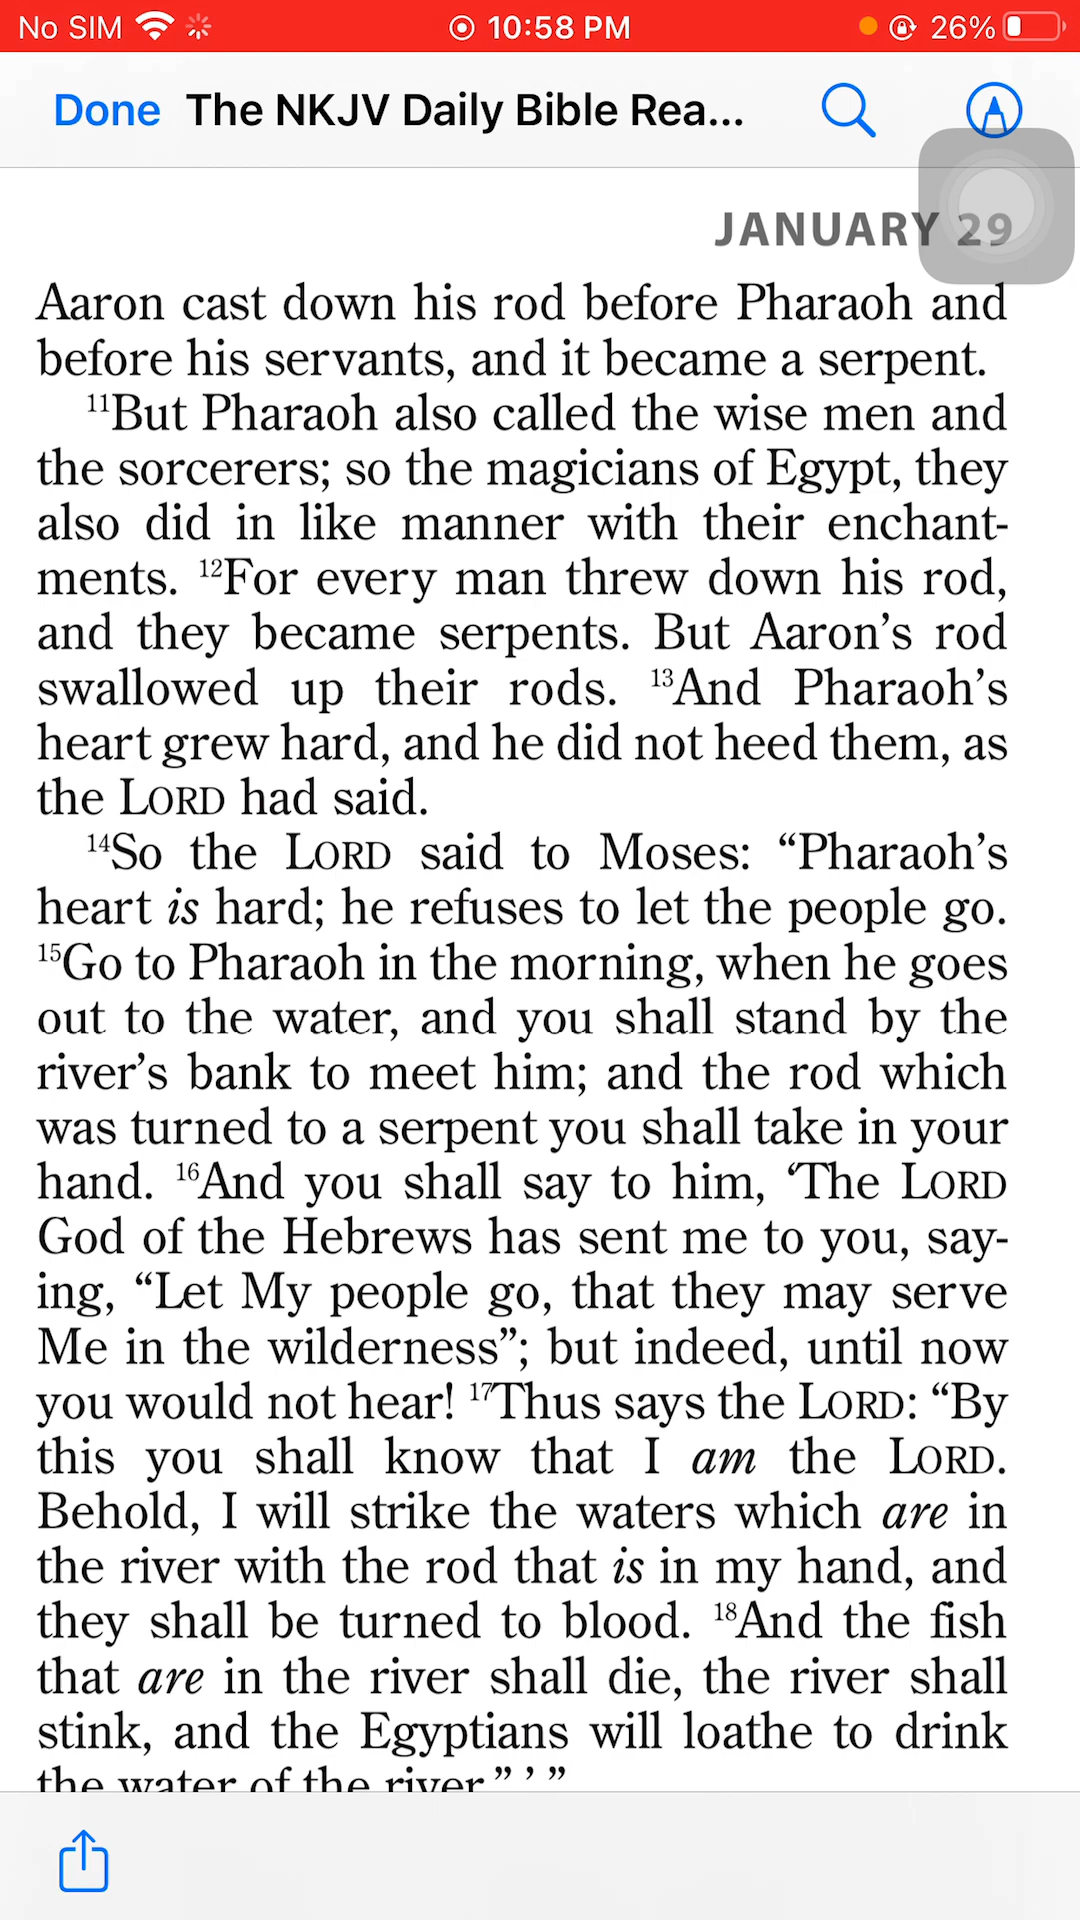 No SIM 10:58 PM 26%
Done The NKJV Daily Bible Rea...
JANUARY 29
Aaron cast down his rod before Pharaoh and
before his servants, and it became a serpent.
¹¹But Pharaoh also called the wise men and
the sorcerers; so the magicians of Egypt, they
also did in like manner with their enchant-
ments. ¹²For every man threw down his rod,
and they became serpents. But Aaron’s rod
swallowed up their rods. ¹³And Pharaoh’s
heart grew hard, and he did not heed them, as
the LORD had said.
¹⁴So the LORD said to Moses: “Pharaoh’s
heart is hard; he refuses to let the people go.
¹⁵Go to Pharaoh in the morning, when he goes
out to the water, and you shall stand by the
river’s bank to meet him; and the rod which
was turned to a serpent you shall take in your
hand. ¹⁶And you shall say to him, ‘The LORD
God of the Hebrews has sent me to you, say-
ing, “Let My people go, that they may serve
Me in the wilderness”; but indeed, until now
you would not hear! ¹⁷Thus says the LORD: “By
this you shall know that I am the LORD.
Behold, I will strike the waters which are in
the river with the rod that is in my hand, and
they shall be turned to blood. ¹⁸And the fish
that are in the river shall die, the river shall
stink, and the Egyptians will loathe to drink
the water of the river.” ’ ”